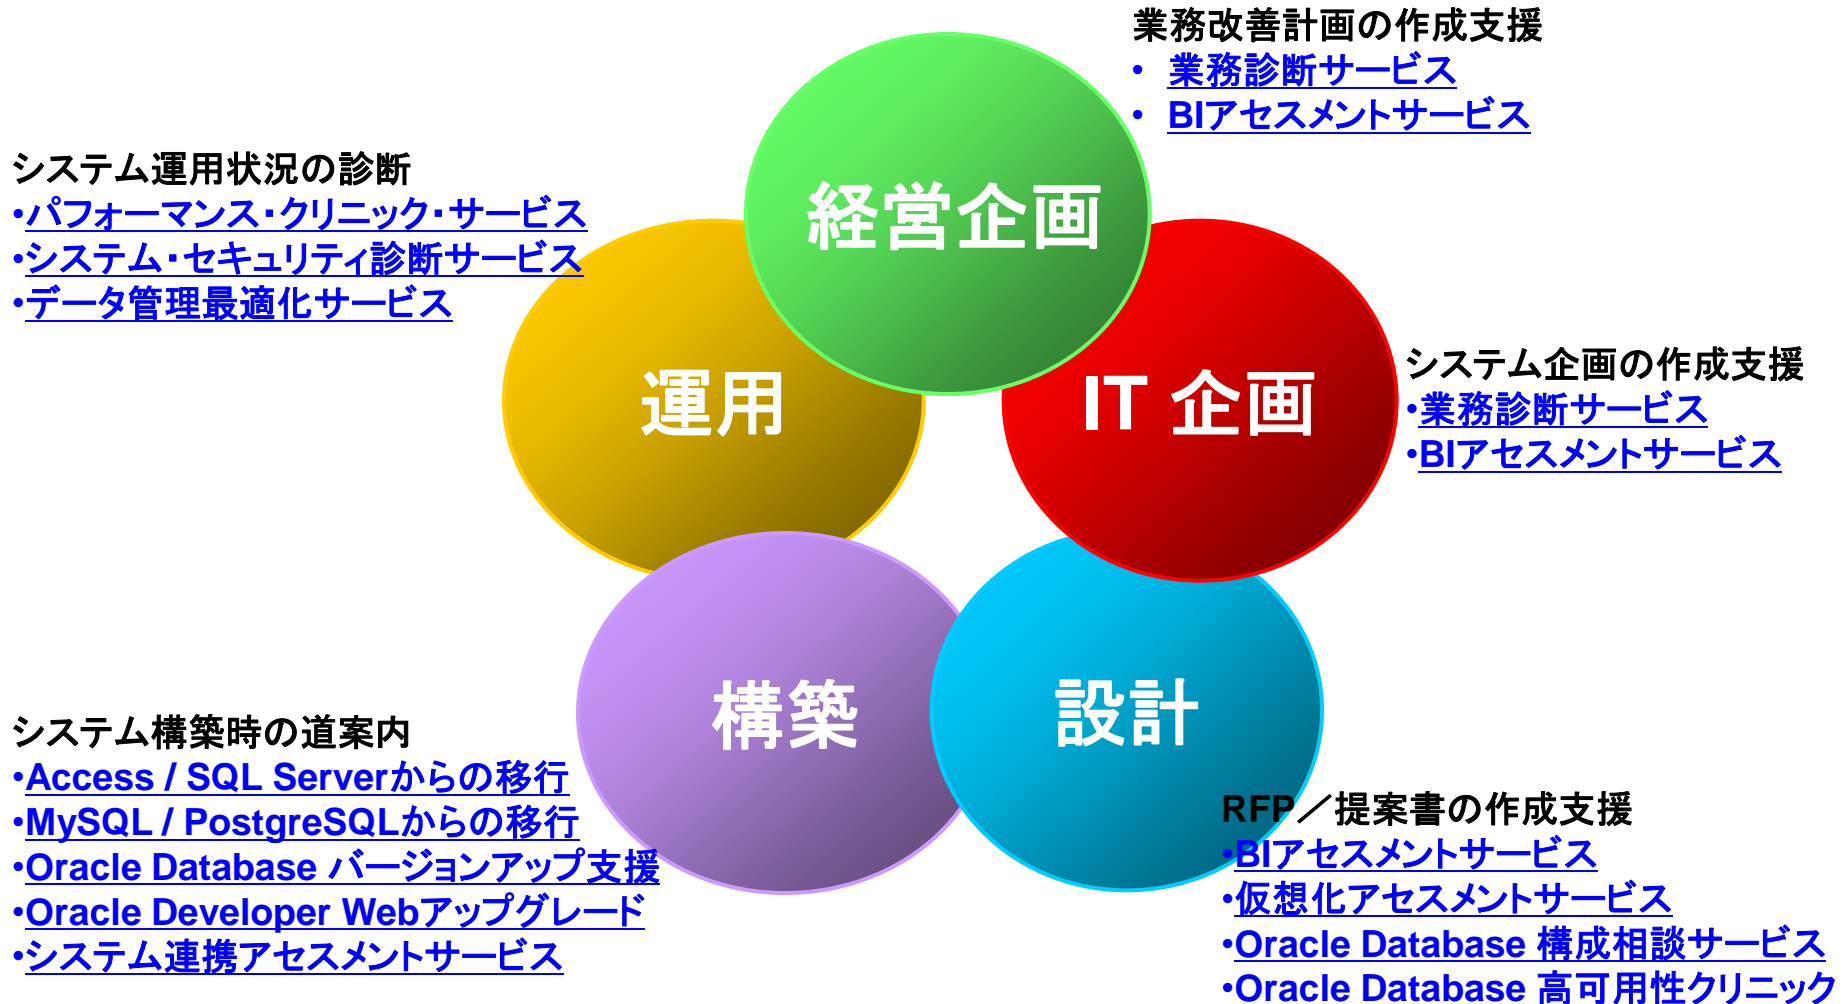 業務改善計画の作成支援
• 業務診断サービス
• BIアセスメントサービス
システム運用状況の診断
•パフォーマンス・クリニック・サービス
•システム・セキュリティ診断サービス
•データ管理最適化サービス
経営企画
運用
IT 企画
システム企画の作成支援
•業務診断サービス
•BIアセスメントサービス
構築
設計
システム構築時の道案内
•Access / SQL Serverからの移行
•MySQL / PostgreSQLからの移行
•Oracle Database バージョンアップ支援
•Oracle Developer Webアップグレード
•システム連携アセスメントサービス
RFP／提案書の作成支援
•BIアセスメントサービス
•仮想化アセスメントサービス
•Oracle Database 構成相談サービス
•Oracle Database 高可用性クリニック